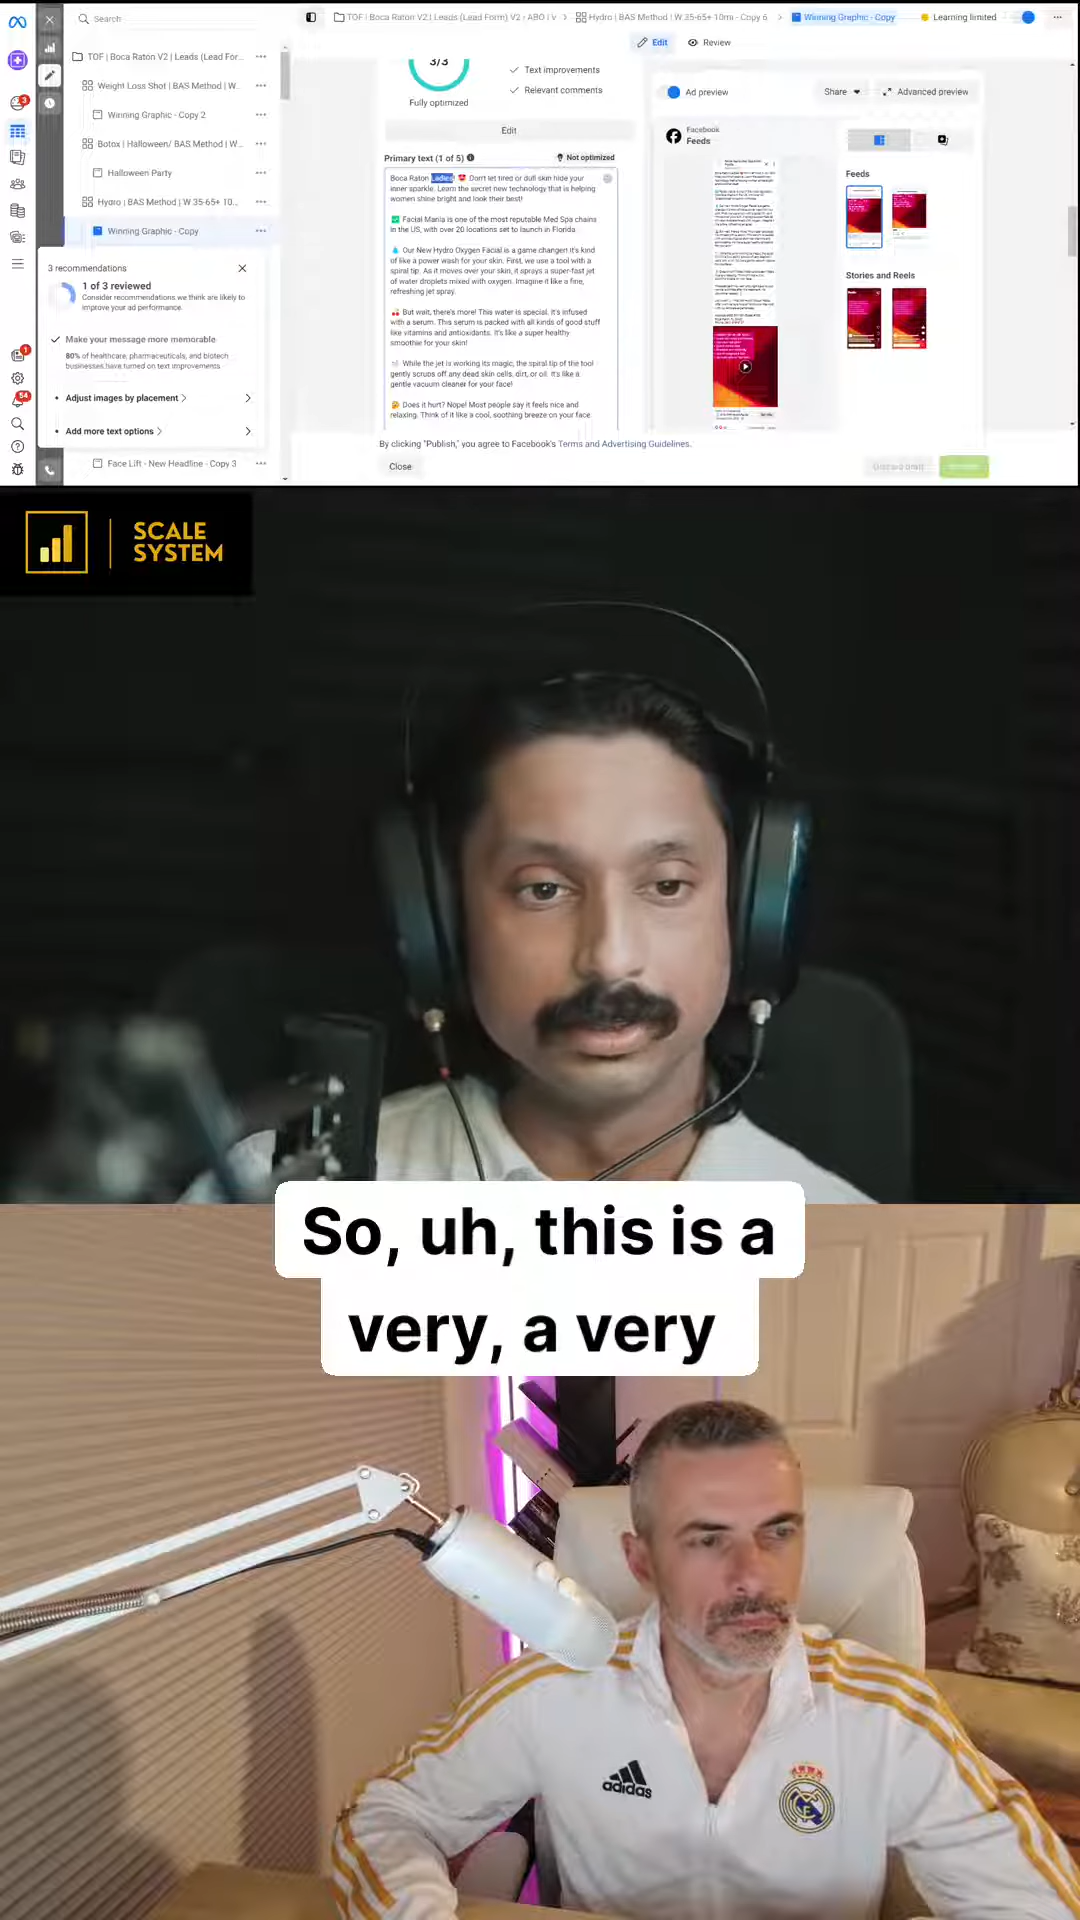 TOF | Boca Raton V2 | Leads (Lead Form) V2 - ABO | V
Hydro | BAS Method | W 35-65+ 10mi - Copy 6
Winning Graphic - Copy
Learning limited
Search
Edit
Review
TOF | Boca Raton V2 | Leads (Lead For...
Weight Loss Shot | BAS Method | W...
Winning Graphic - Copy 2
Botox | Halloween/ BAS Method | W...
Halloween Party
Hydro | BAS Method | W 35-65+ 10...
Winning Graphic - Copy
3 recommendations
1 of 3 reviewed
Consider recommendations we think are likely to
improve your ad performance.
Make your message more memorable
80% of healthcare, pharmaceuticals, and biotech
businesses have turned on text improvements
Adjust images by placement
Add more text options
Face Lift - New Headline - Copy 3
3
1
54
3/3
Fully optimized
Text improvements
Relevant comments
Edit
Primary text (1 of 5)
Not optimized
Boca Raton Ladies! 😍 Don't let tired or dull skin hide your
inner sparkle. Learn the secret new technology that is helping
women shine bright and look their best!
✅ Facial Mania is one of the most reputable Med Spa chains
in the US, with over 20 locations set to launch in Florida
💧 Our New Hydro Oxygen Facial is a game changer! it's kind
of like a power wash for your skin. First, we use a tool with a
spiral tip. As it moves over your skin, it sprays a super-fast jet
of water droplets mixed with oxygen. Imagine it like a fine,
refreshing jet spray.
🍒 But wait, there's more! This water is special. It's infused
with a serum. This serum is packed with all kinds of good stuff
like vitamins and antioxidants. It's like a super healthy
smoothie for your skin!
While the jet is working its magic, the spiral tip of the tool
gently scrubs off any dead skin cells, dirt, or oil. It's like a
gentle vacuum cleaner for your face!
Does it hurt? Nope! Most people say it feels nice and
relaxing. Think of it like a cool, soothing breeze on your face
Ad preview
Share
Advanced preview
Facebook
Feeds
Feeds
Stories and Reels
By clicking "Publish," you agree to Facebook's Terms and Advertising Guidelines.
Close
Discard draft
SCALE
SYSTEM
So, uh, this is a
very, a very
adidas